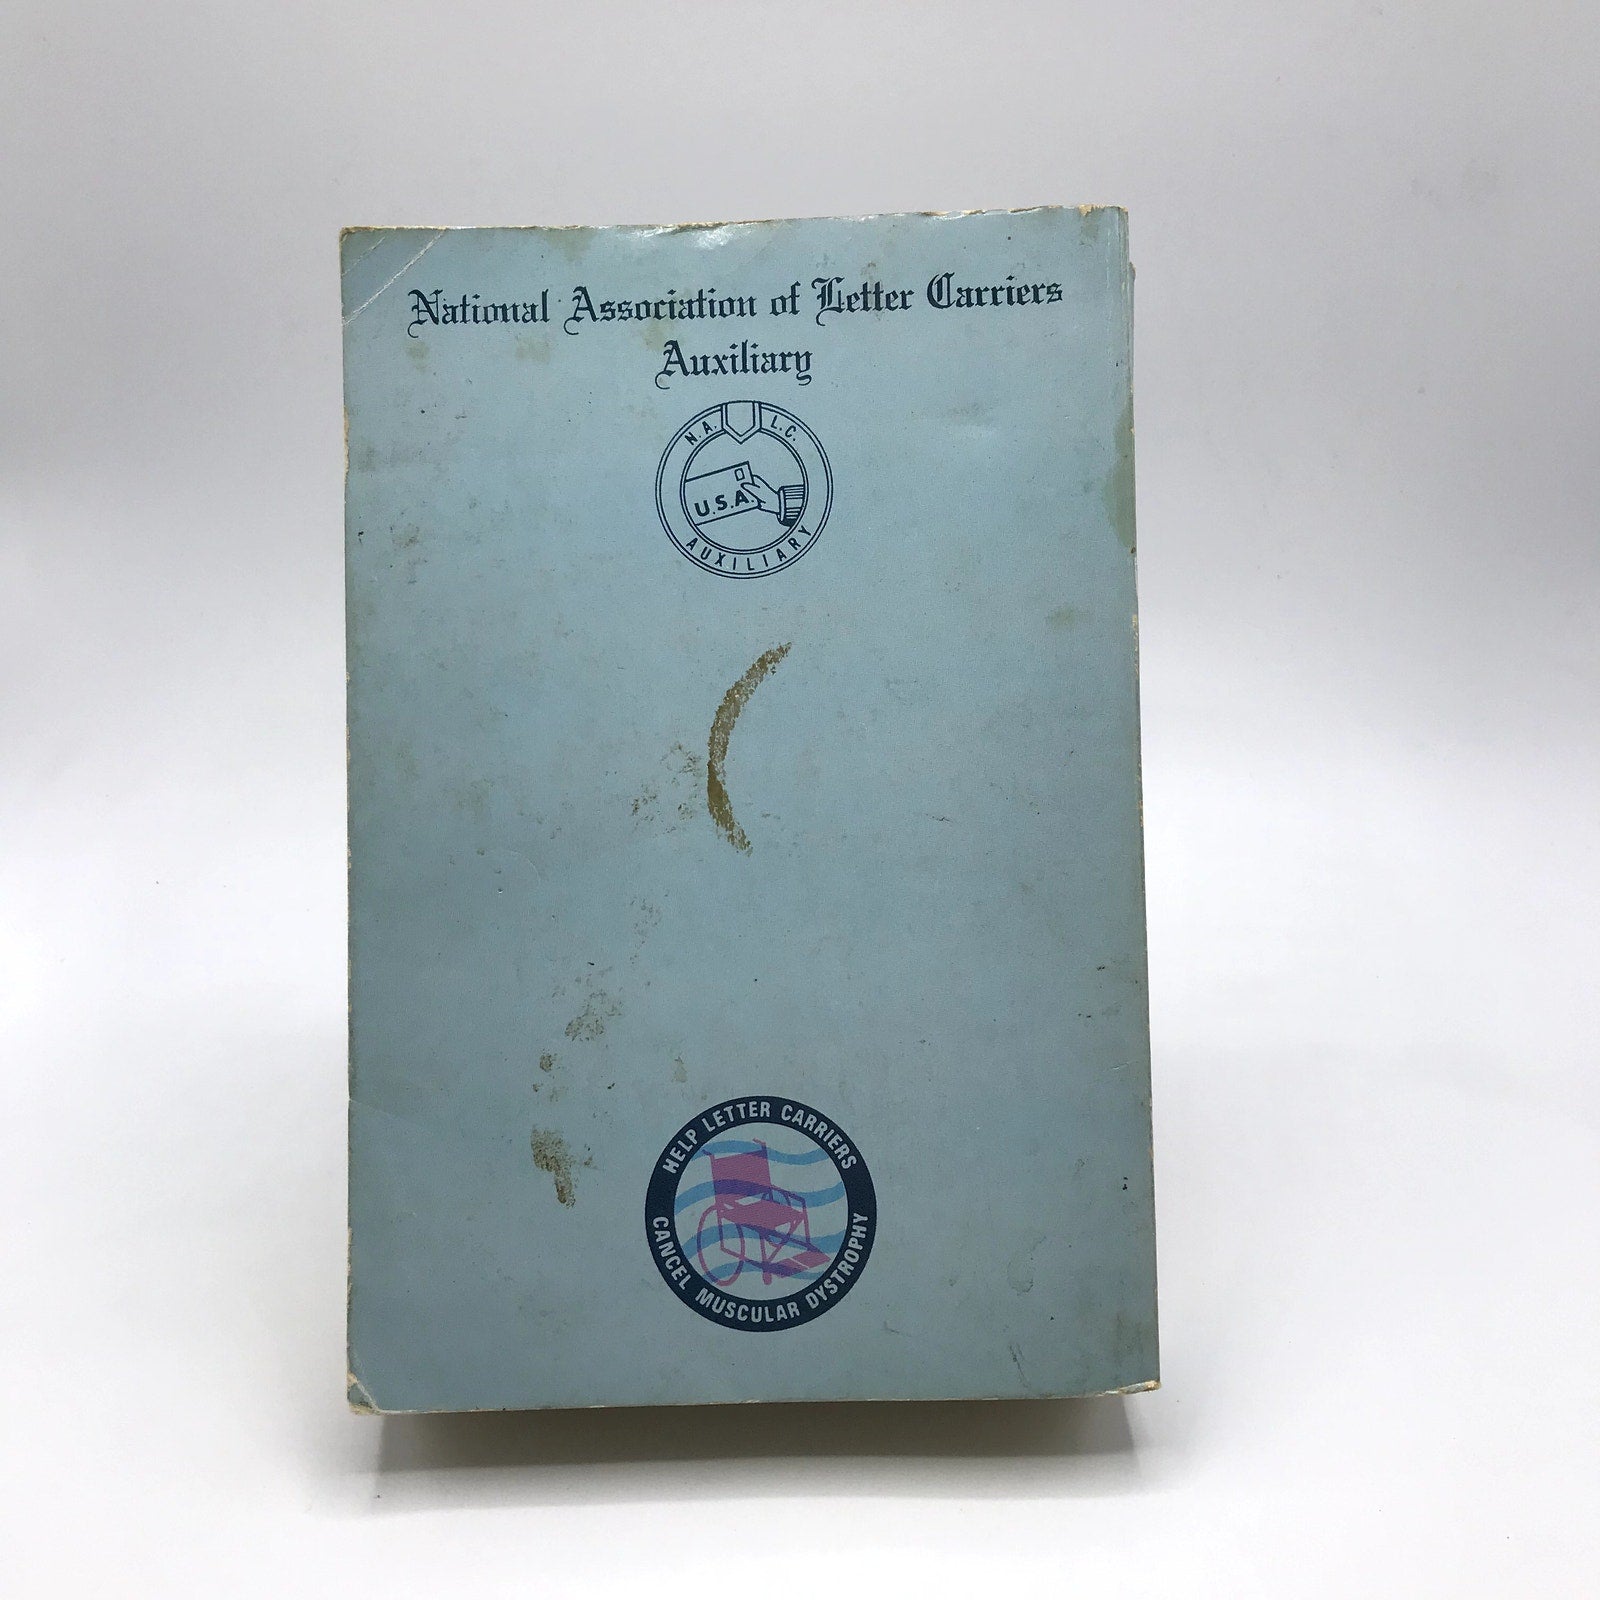 National Association of Letter Carriers
Auxiliary
N.A.L.C.
U.S.A.
AUXILIARY
HELP LETTER CARRIERS
CANCEL MUSCULAR DYSTROPHY